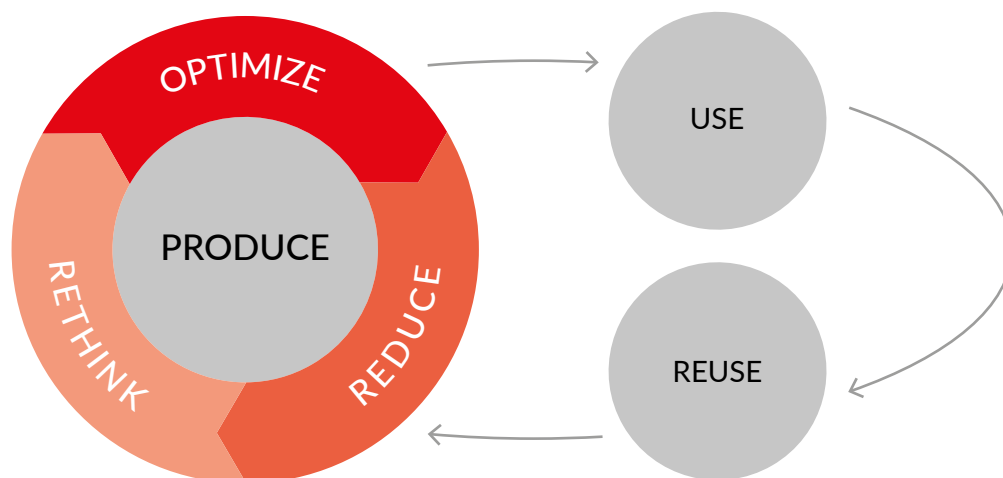 OPTIMIZE
USE
PRODUCE
RETHINK
REDUCE
REUSE